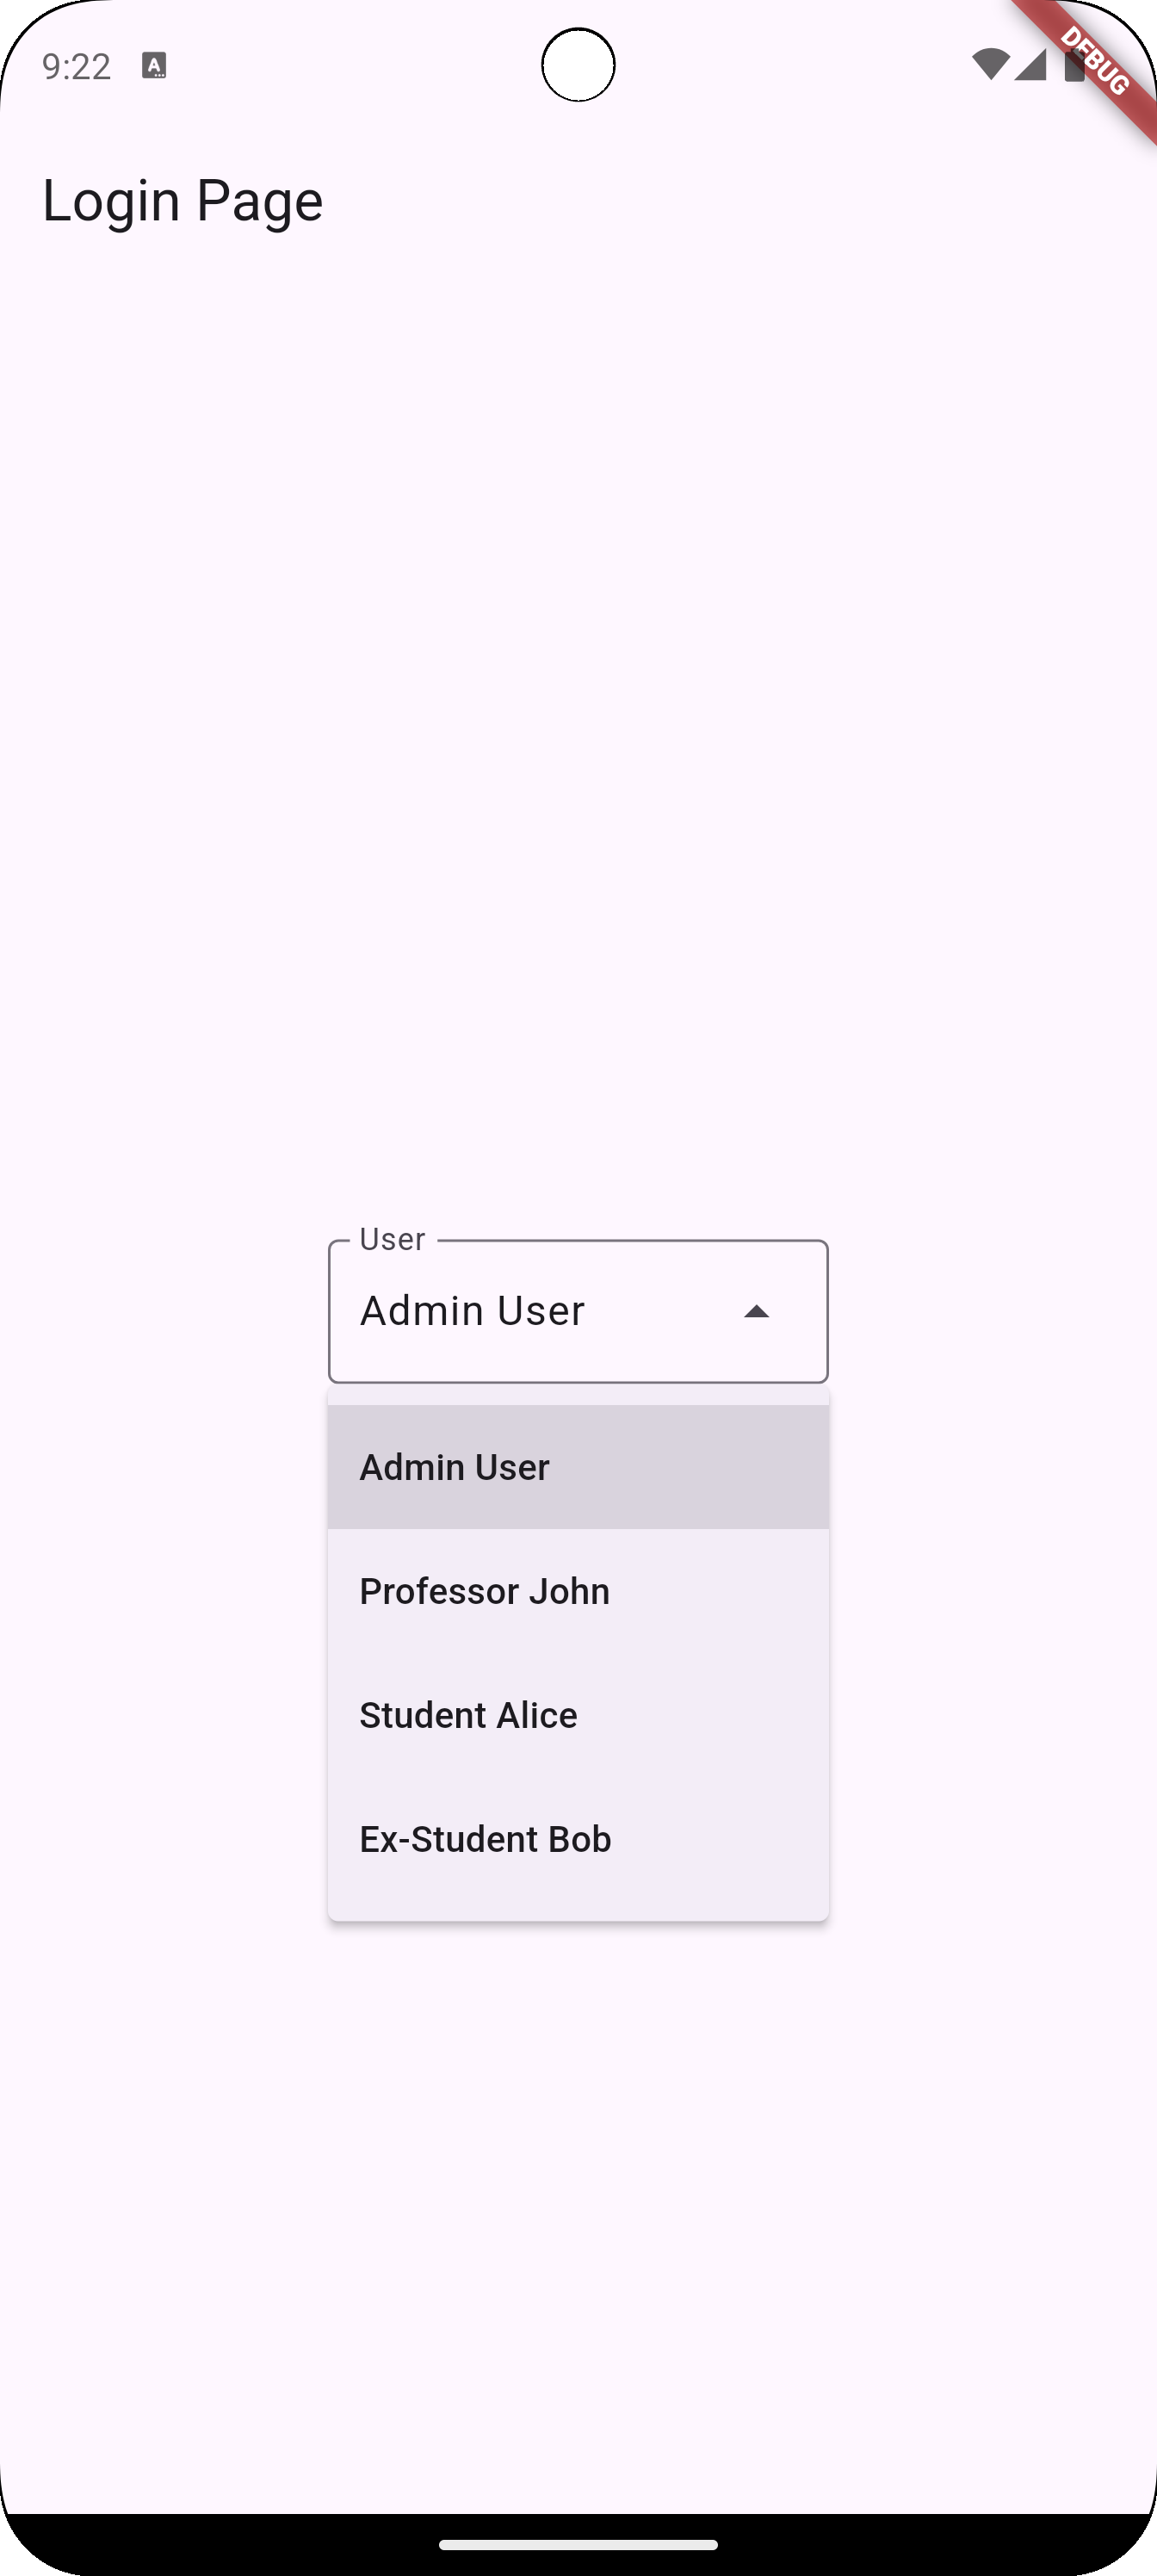 9:22
A
DEBUG
Login Page
User
Admin User
Admin User
Professor John
Student Alice
Ex-Student Bob